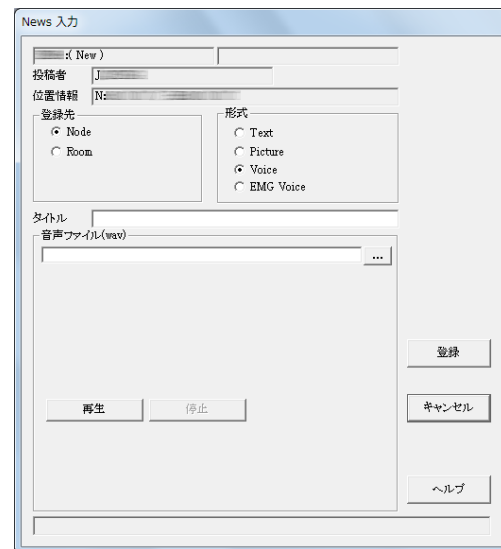 News 入力
:( New )
投稿者 J
位置情報 N:
登録先
Node
Room
形式
Text
Picture
Voice
EMG Voice
タイトル
音声ファイル(wav)
...
再生 停止
登録
キャンセル
ヘルプ